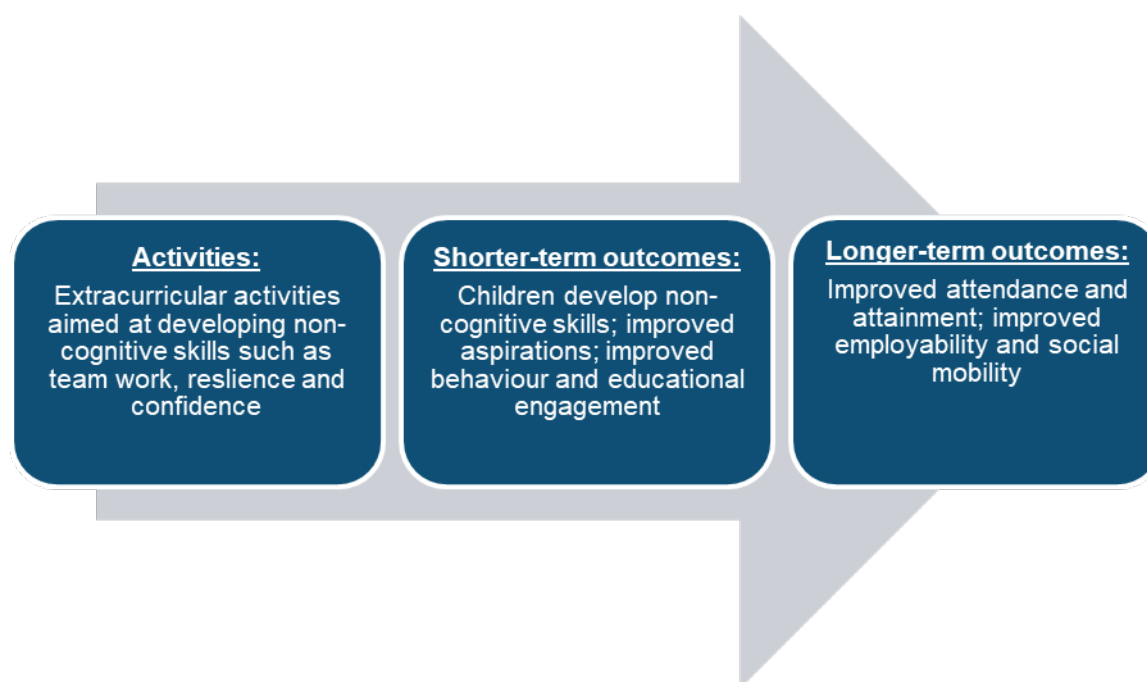 Activities:
Extracurricular activities
aimed at developing non-
cognitive skills such as
team work, reslience and
confidence
Shorter-term outcomes:
Children develop non-
cognitive skills; improved
aspirations; improved
behaviour and educational
engagement
Longer-term outcomes:
Improved attendance and
attainment; improved
employability and social
mobility